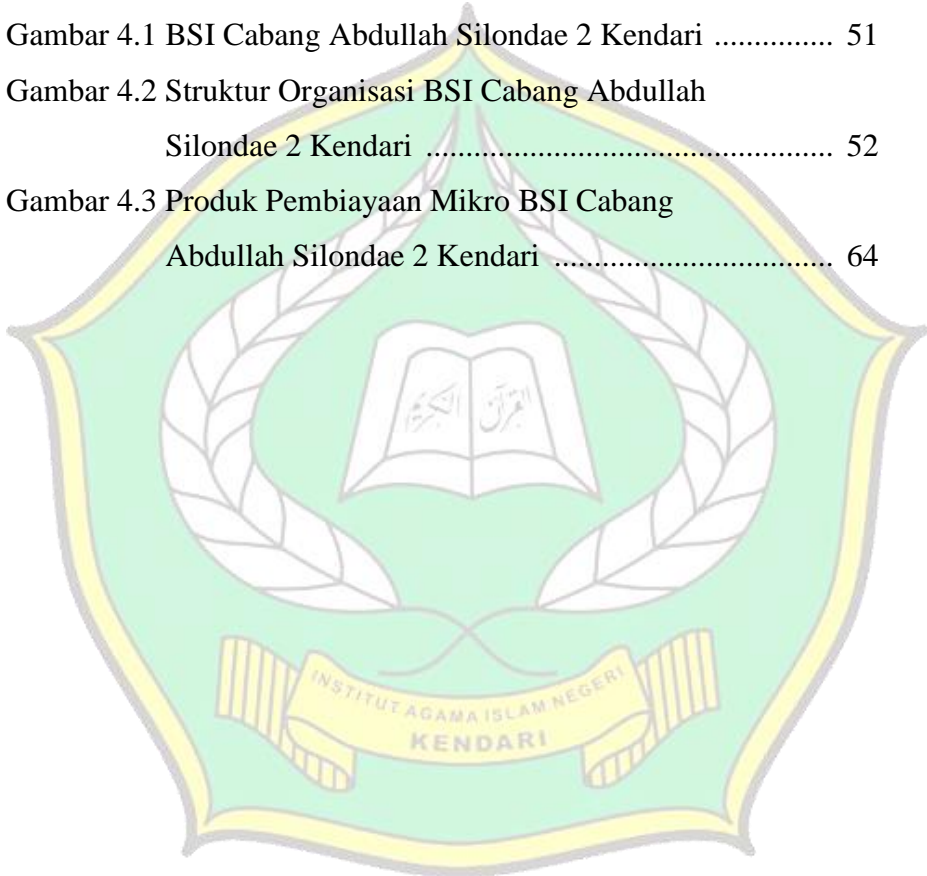 Gambar 4.1 BSI Cabang Abdullah Silondae 2 Kendari ............... 51
Gambar 4.2 Struktur Organisasi BSI Cabang Abdullah
Silondae 2 Kendari ................................................... 52
Gambar 4.3 Produk Pembiayaan Mikro BSI Cabang
Abdullah Silondae 2 Kendari ................................... 64
القرآن الكريم
INSTITUT AGAMA ISLAM NEGERI
KENDARI